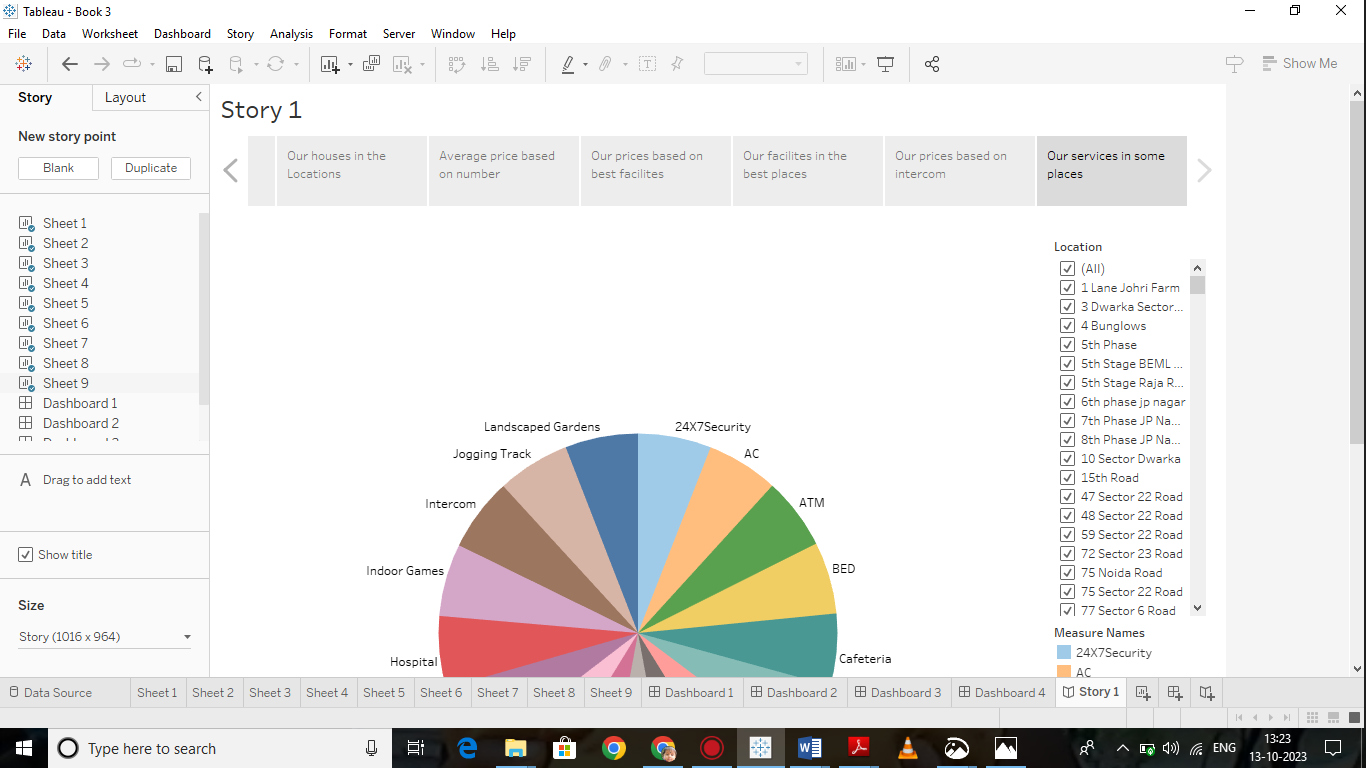 Tableau - Book 3
File Data Worksheet Dashboard Story Analysis Format Server Window Help
Show Me
Story Layout
New story point
Blank Duplicate
Sheet 1
Sheet 2
Sheet 3
Sheet 4
Sheet 5
Sheet 6
Sheet 7
Sheet 8
Sheet 9
Dashboard 1
Dashboard 2
A Drag to add text
Show title
Size
Story (1016 x 964)
Story 1
Our houses in the
Locations
Average price based
on number
Our prices based on
best facilites
Our facilites in the
best places
Our prices based on
intercom
Our services in some
places
Landscaped Gardens
24X7Security
Jogging Track
AC
Intercom
ATM
Indoor Games
BED
Hospital
Cafeteria
Location
(All)
1 Lane Johri Farm
3 Dwarka Sector...
4 Bunglows
5th Phase
5th Stage BEML ...
5th Stage Raja R...
6th phase jp nagar
7th Phase JP Na...
8th Phase JP Na...
10 Sector Dwarka
15th Road
47 Sector 22 Road
48 Sector 22 Road
59 Sector 22 Road
72 Sector 23 Road
75 Noida Road
75 Sector 22 Road
77 Sector 6 Road
Measure Names
24X7Security
AC
Data Source Sheet 1 Sheet 2 Sheet 3 Sheet 4 Sheet 5 Sheet 6 Sheet 7 Sheet 8 Sheet 9 Dashboard 1 Dashboard 2 Dashboard 3 Dashboard 4 Story 1
Type here to search
ENG
13:23
13-10-2023